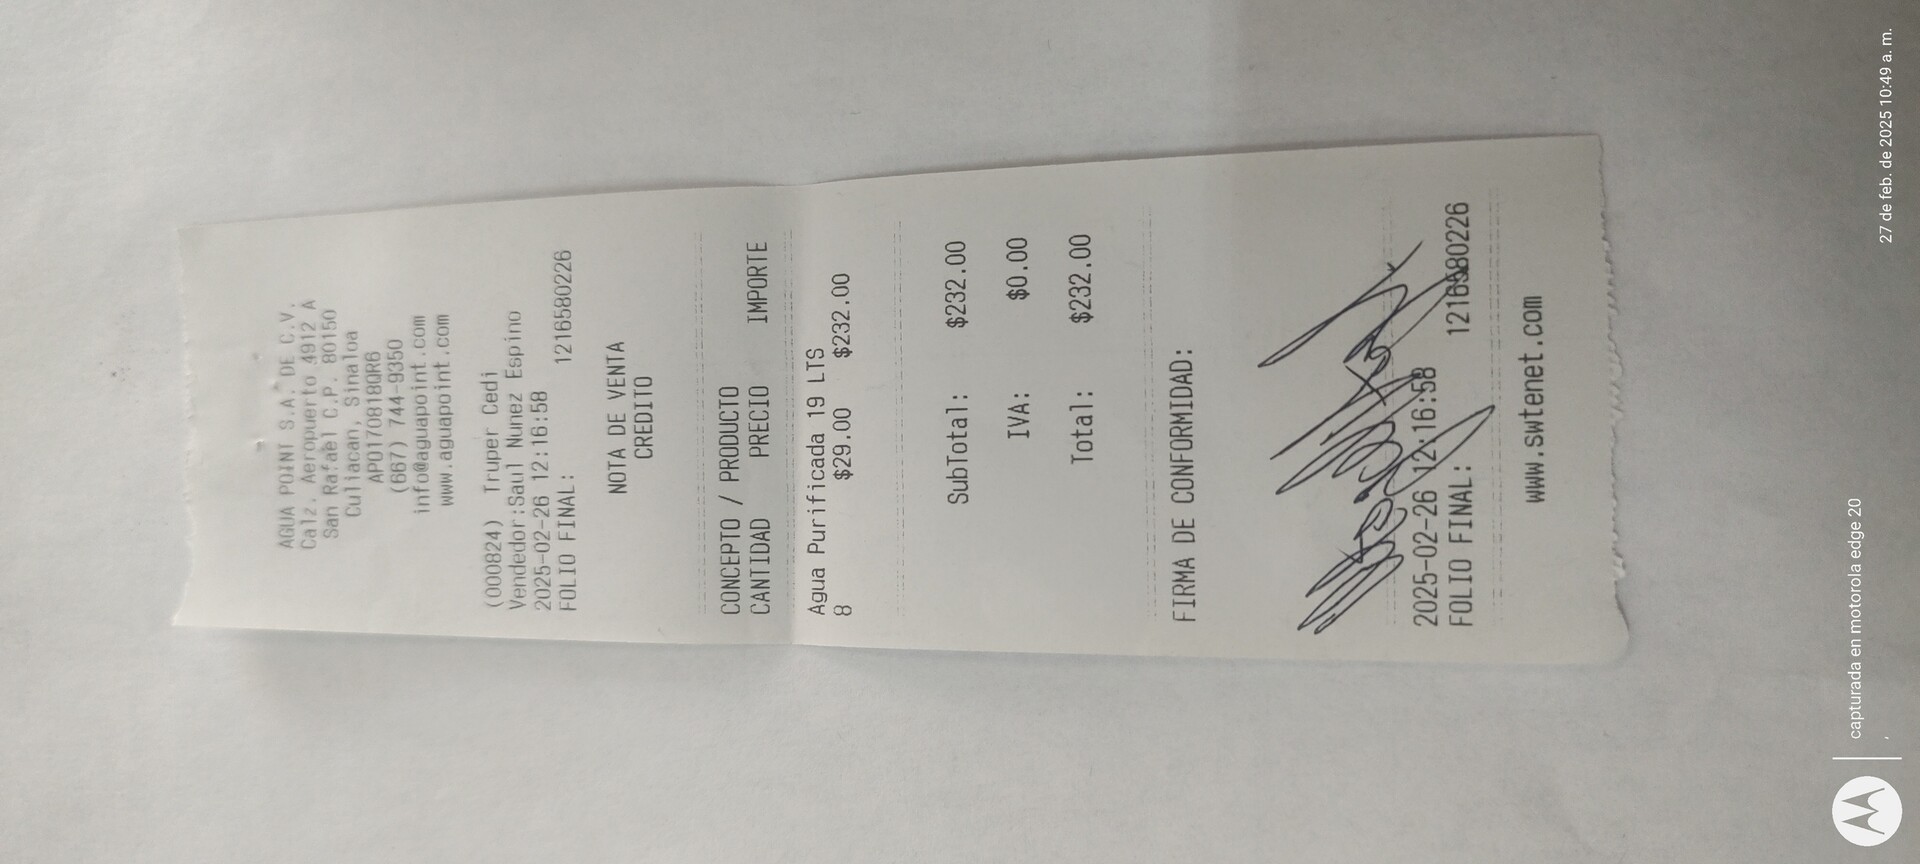 AGUA POINT S.A. DE C.V.
Calz. Aeropuerto 4912 A
San Rafael C.P. 80150
Culiacan, Sinaloa
APO170818QR6
(667) 744-9350
info@aguapoint.com
www.aguapoint.com
(000824) Truper Cedi
Vendedor:Saul Nunez Espino
2025-02-26 12:16:58
FOLIO FINAL: 1216580226
NOTA DE VENTA
CREDITO
CONCEPTO / PRODUCTO
CANTIDAD PRECIO IMPORTE
Agua Purificada 19 LTS
8 $29.00 $232.00
SubTotal: $232.00
IVA: $0.00
Total: $232.00
FIRMA DE CONFORMIDAD:
2025-02-26 12:16:58
FOLIO FINAL: 1216580226
www.swtenet.com
capturada en motorola edge 20
27 de feb. de 2025 10:49 a. m.